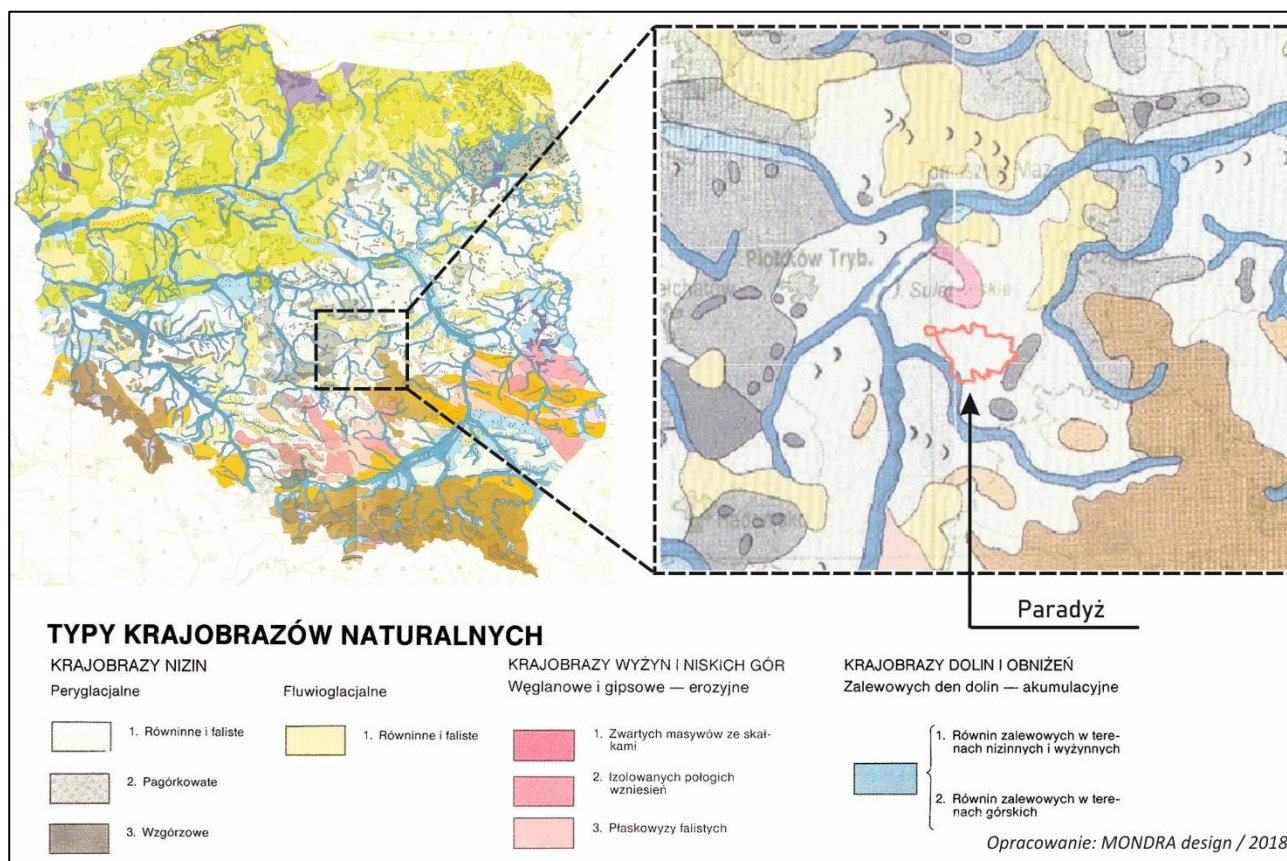 Tomaszów Maz.
Piotrków Tryb.
J. Sulejowskie
Paradyż
TYPY KRAJOBRAZÓW NATURALNYCH
KRAJOBRAZY NIZIN
Peryglacjalne
1. Równinne i faliste
2. Pagórkowate
3. Wzgórzowe
Fluwioglacjalne
1. Równinne i faliste
KRAJOBRAZY WYŻYN I NISKICH GÓR
Węglanowe i gipsowe — erozyjne
1. Zwartych masywów ze skał-
kami
2. Izolowanych połogich
wzniesień
3. Płaskowyży falistych
KRAJOBRAZY DOLIN I OBNIŻEŃ
Zalewowych den dolin — akumulacyjne
1. Równin zalewowych w tere-
nach nizinnych i wyżynnych
2. Równin zalewowych w tere-
nach górskich
Opracowanie: MONDRA design / 2018